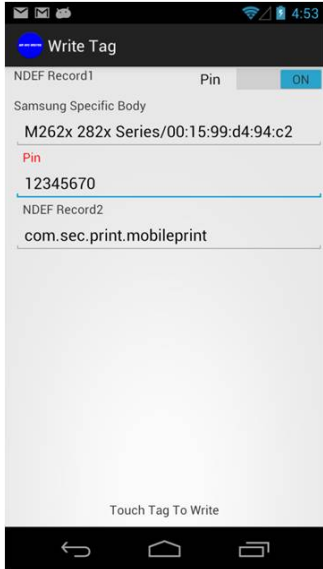 4:53
Write Tag
NDEF Record1
Pin
ON
Samsung Specific Body
M262x 282x Series/00:15:99:d4:94:c2
Pin
12345670
NDEF Record2
com.sec.print.mobileprint
Touch Tag To Write